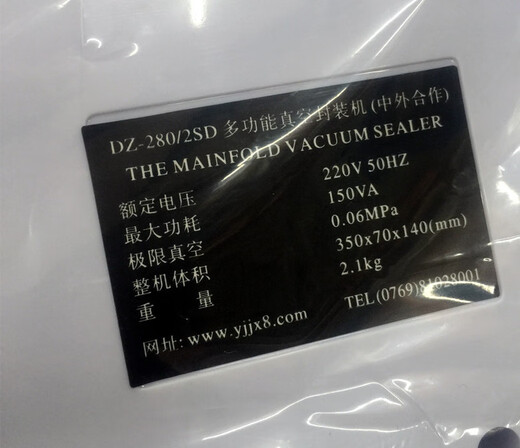 DZ-280/2SD 多功能真空封装机(中外合作)
THE MAINFOLD VACUUM SEALER
额定电压 220V 50HZ
最大功耗 150VA
极限真空 0.06MPa
整机体积 350x70x140(mm)
重量 2.1kg
TEL(0769)81028001
网址: www.yjjx8.com